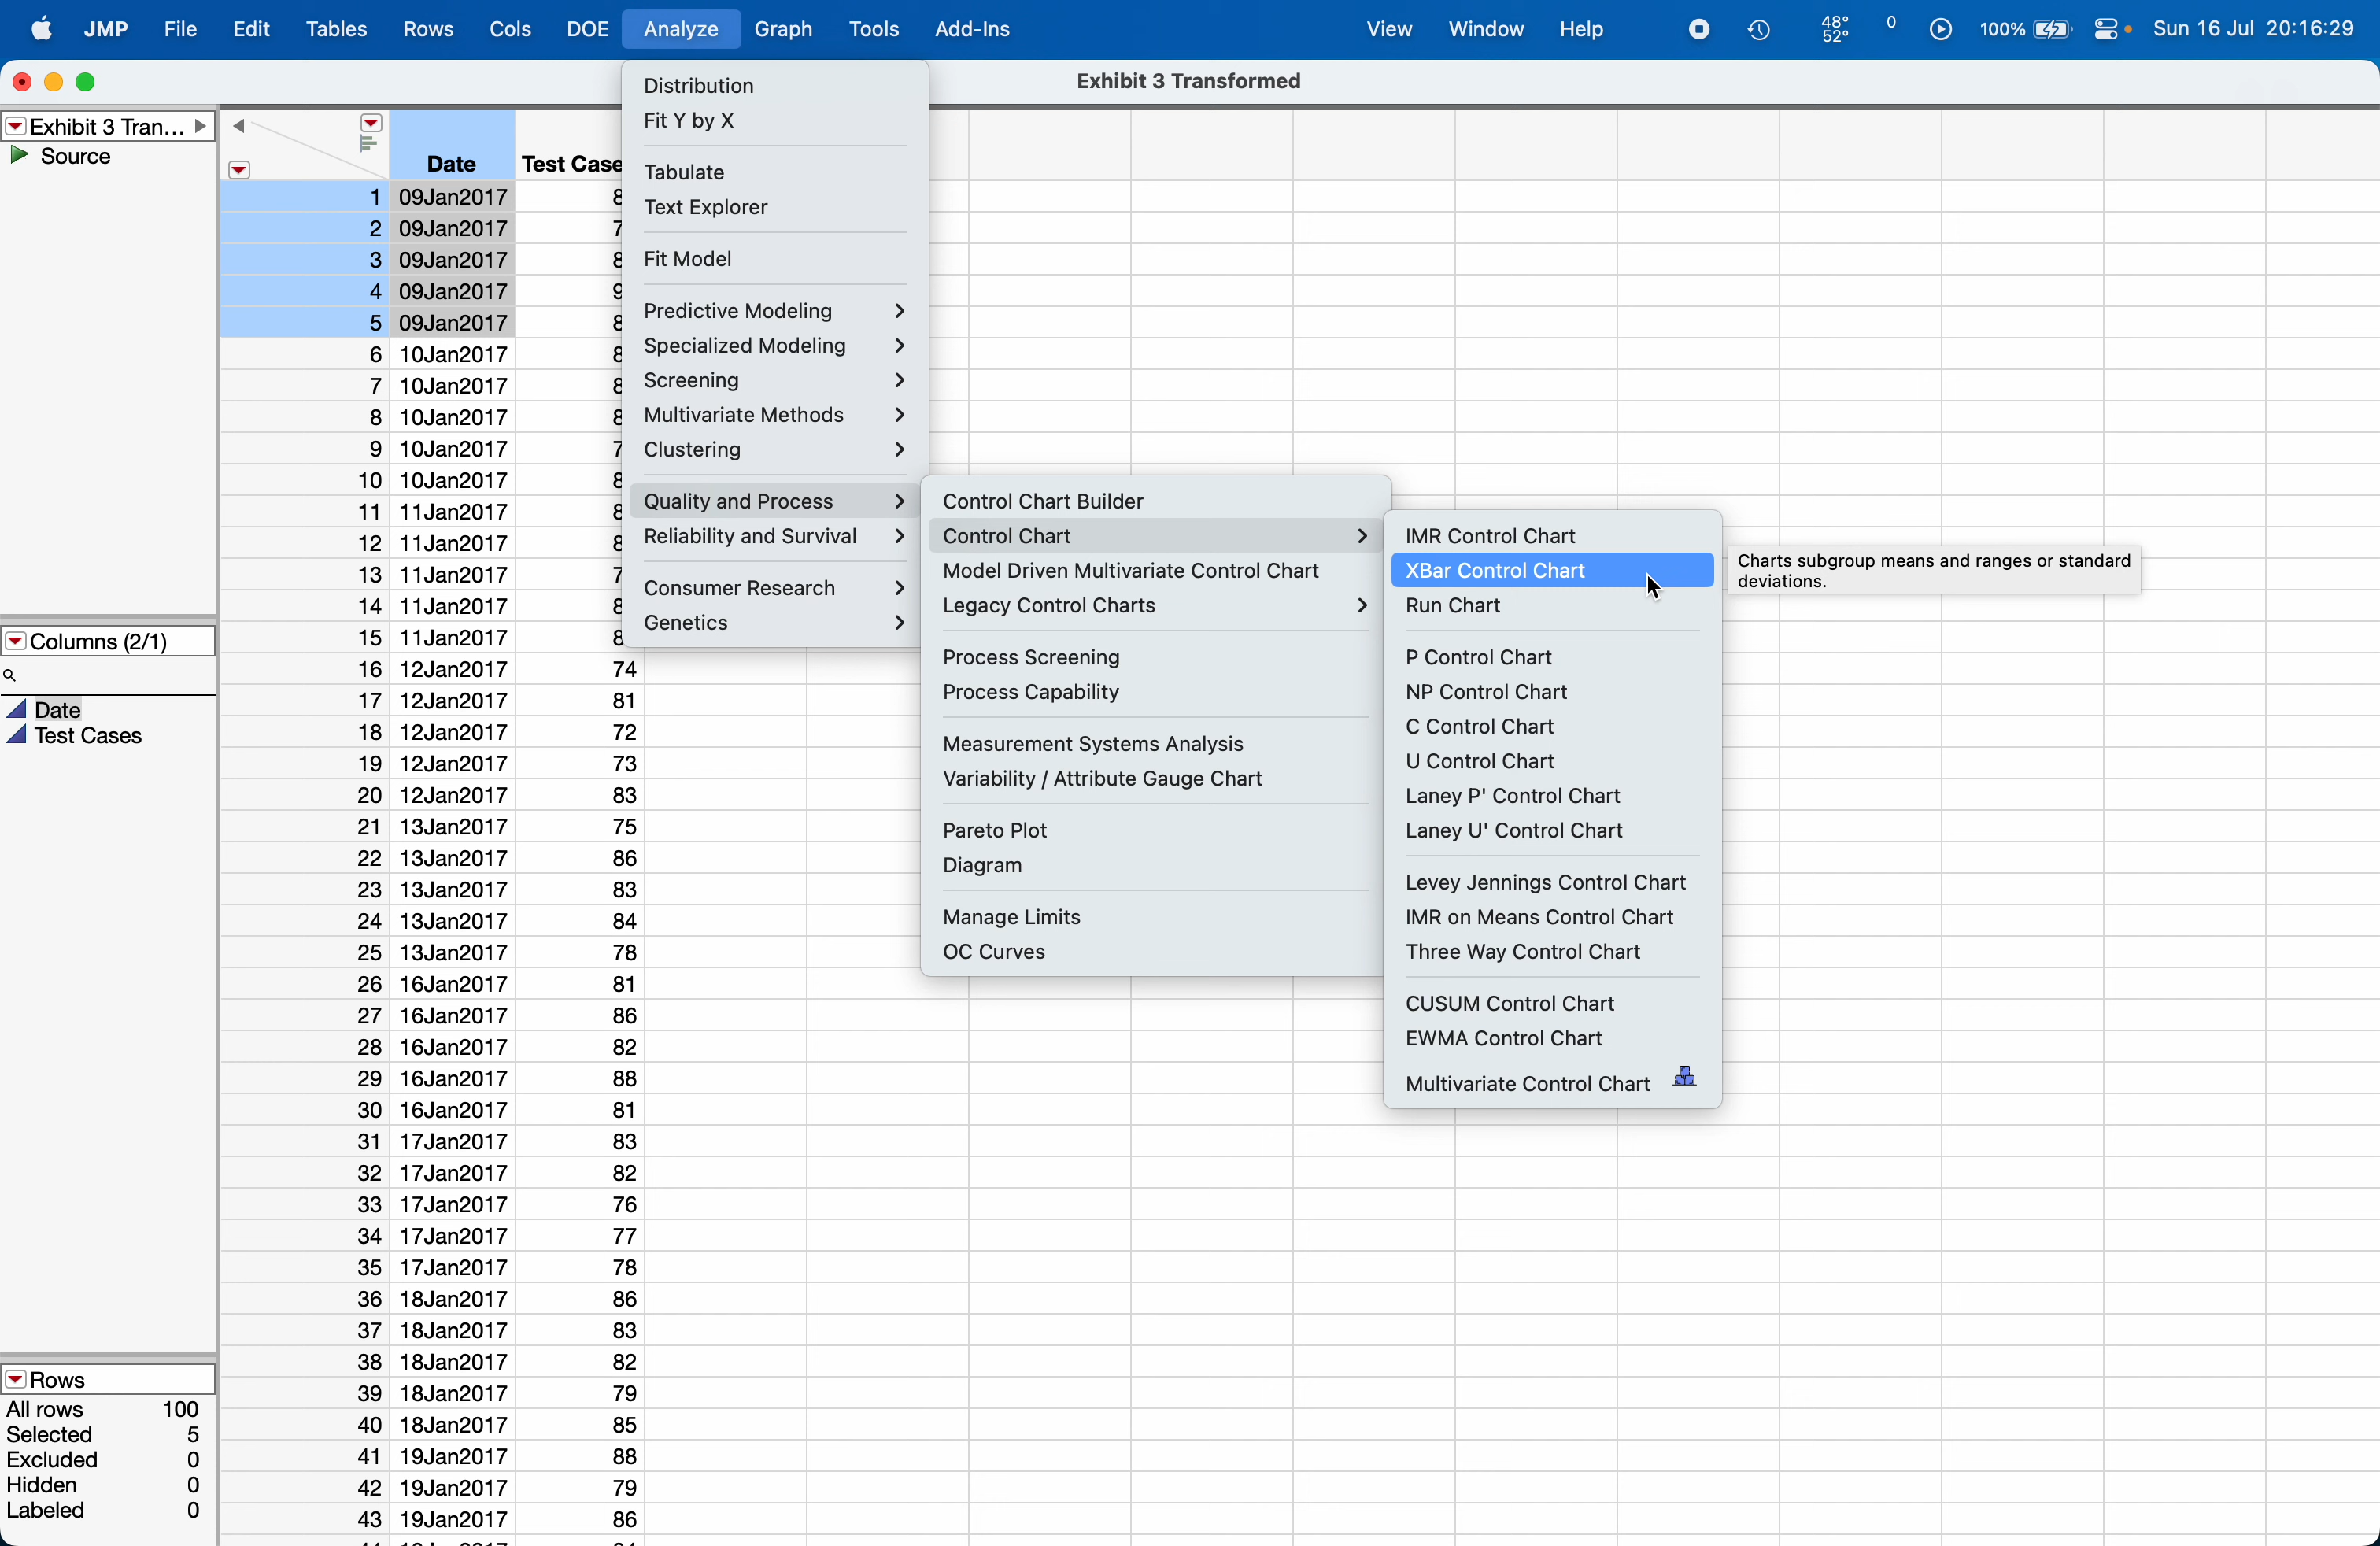 JMP File Edit Tables Rows Cols DOE Analyze Graph Tools Add-Ins View Window Help 48° 52° 0 100% Sun 16 Jul 20:16:29
Exhibit 3 Transformed
Exhibit 3 Tran...
Source
Columns (2/1)
Date
Test Cases
Rows
All rows 100
Selected 5
Excluded 0
Hidden 0
Labeled 0
Date Test Case
1 09Jan2017
2 09Jan2017
3 09Jan2017
4 09Jan2017
5 09Jan2017
6 10Jan2017
7 10Jan2017
8 10Jan2017
9 10Jan2017
10 10Jan2017
11 11Jan2017
12 11Jan2017
13 11Jan2017
14 11Jan2017
15 11Jan2017
16 12Jan2017 74
17 12Jan2017 81
18 12Jan2017 72
19 12Jan2017 73
20 12Jan2017 83
21 13Jan2017 75
22 13Jan2017 86
23 13Jan2017 83
24 13Jan2017 84
25 13Jan2017 78
26 16Jan2017 81
27 16Jan2017 86
28 16Jan2017 82
29 16Jan2017 88
30 16Jan2017 81
31 17Jan2017 83
32 17Jan2017 82
33 17Jan2017 76
34 17Jan2017 77
35 17Jan2017 78
36 18Jan2017 86
37 18Jan2017 83
38 18Jan2017 82
39 18Jan2017 79
40 18Jan2017 85
41 19Jan2017 88
42 19Jan2017 79
43 19Jan2017 86
Distribution
Fit Y by X
Tabulate
Text Explorer
Fit Model
Predictive Modeling
Specialized Modeling
Screening
Multivariate Methods
Clustering
Quality and Process
Reliability and Survival
Consumer Research
Genetics
Control Chart Builder
Control Chart
Model Driven Multivariate Control Chart
Legacy Control Charts
Process Screening
Process Capability
Measurement Systems Analysis
Variability / Attribute Gauge Chart
Pareto Plot
Diagram
Manage Limits
OC Curves
IMR Control Chart
XBar Control Chart
Run Chart
P Control Chart
NP Control Chart
C Control Chart
U Control Chart
Laney P' Control Chart
Laney U' Control Chart
Levey Jennings Control Chart
IMR on Means Control Chart
Three Way Control Chart
CUSUM Control Chart
EWMA Control Chart
Multivariate Control Chart
Charts subgroup means and ranges or standard
deviations.